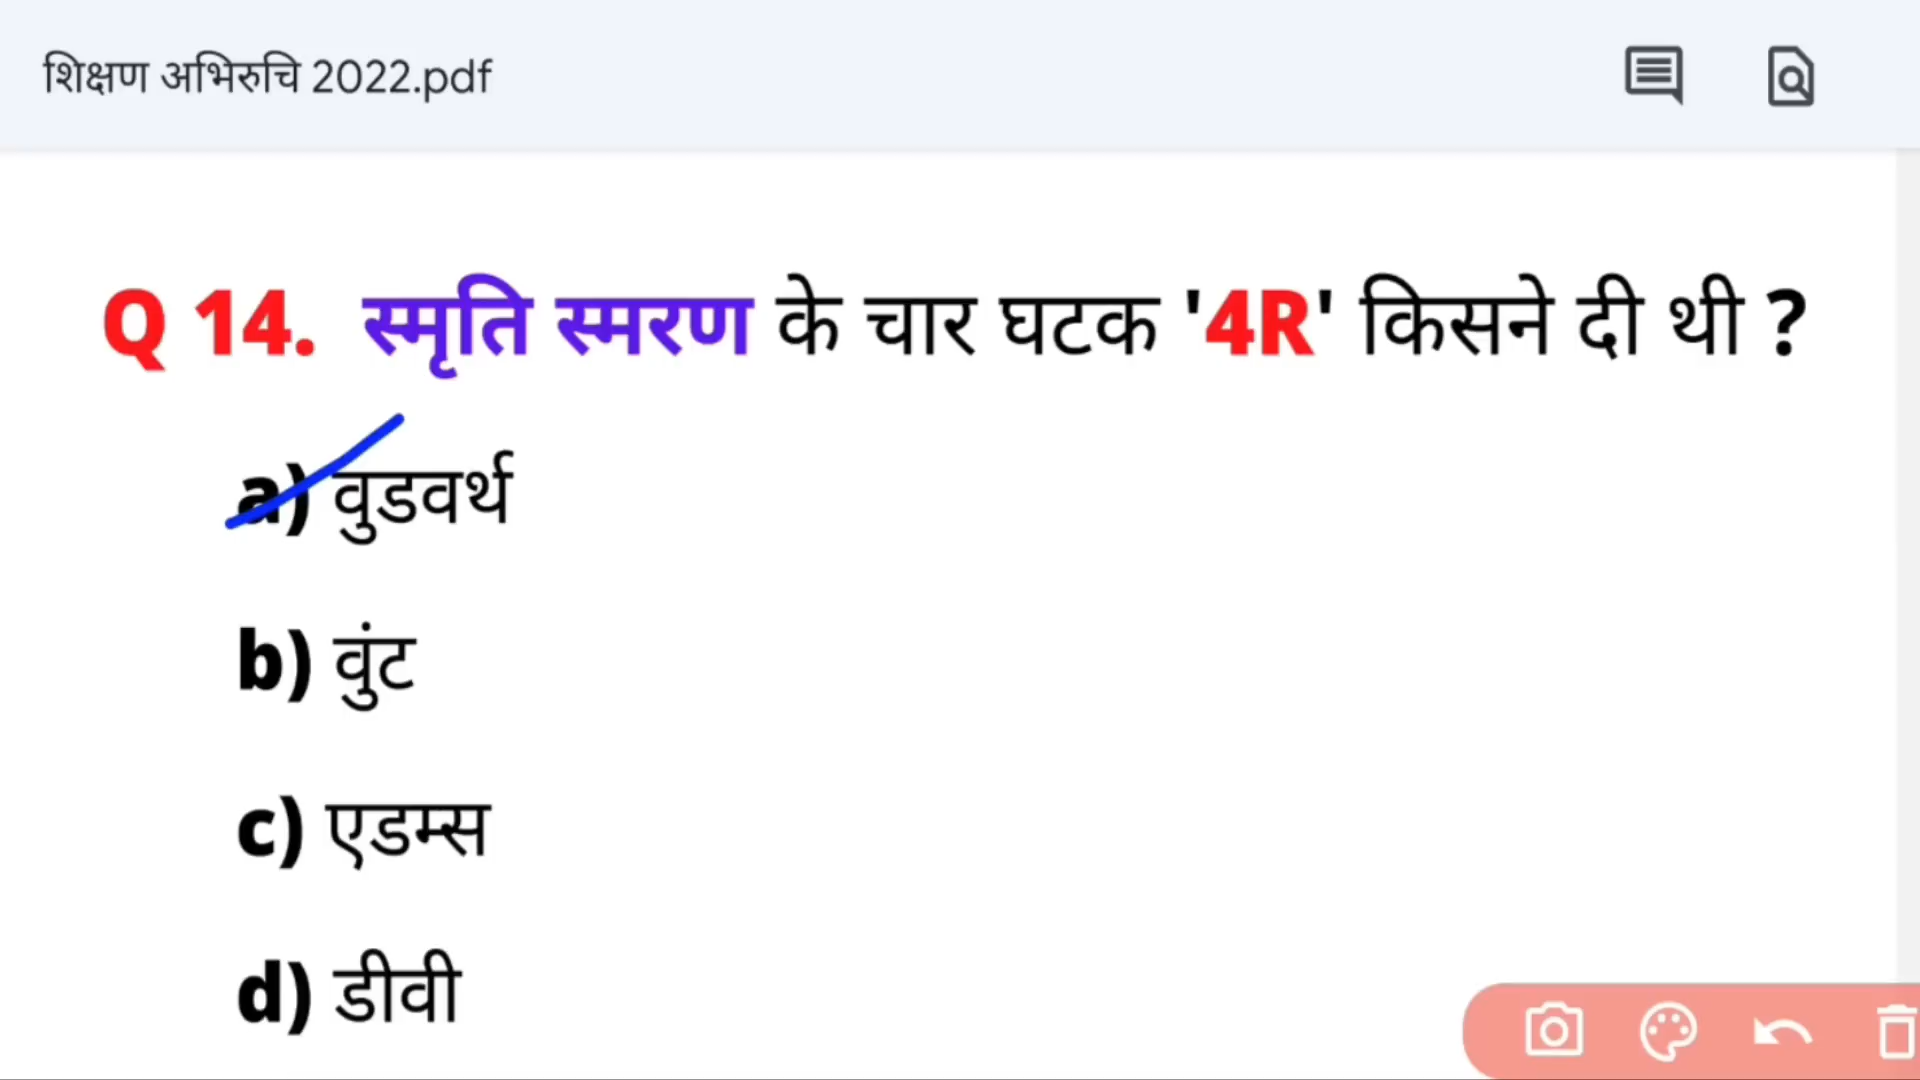 शिक्षण अभिरुचि 2022.pdf
Q 14. स्मृति स्मरण के चार घटक '4R' किसने दी थी ?
a) वुडवर्थ
b) वुंट
c) एडम्स
d) डीवी